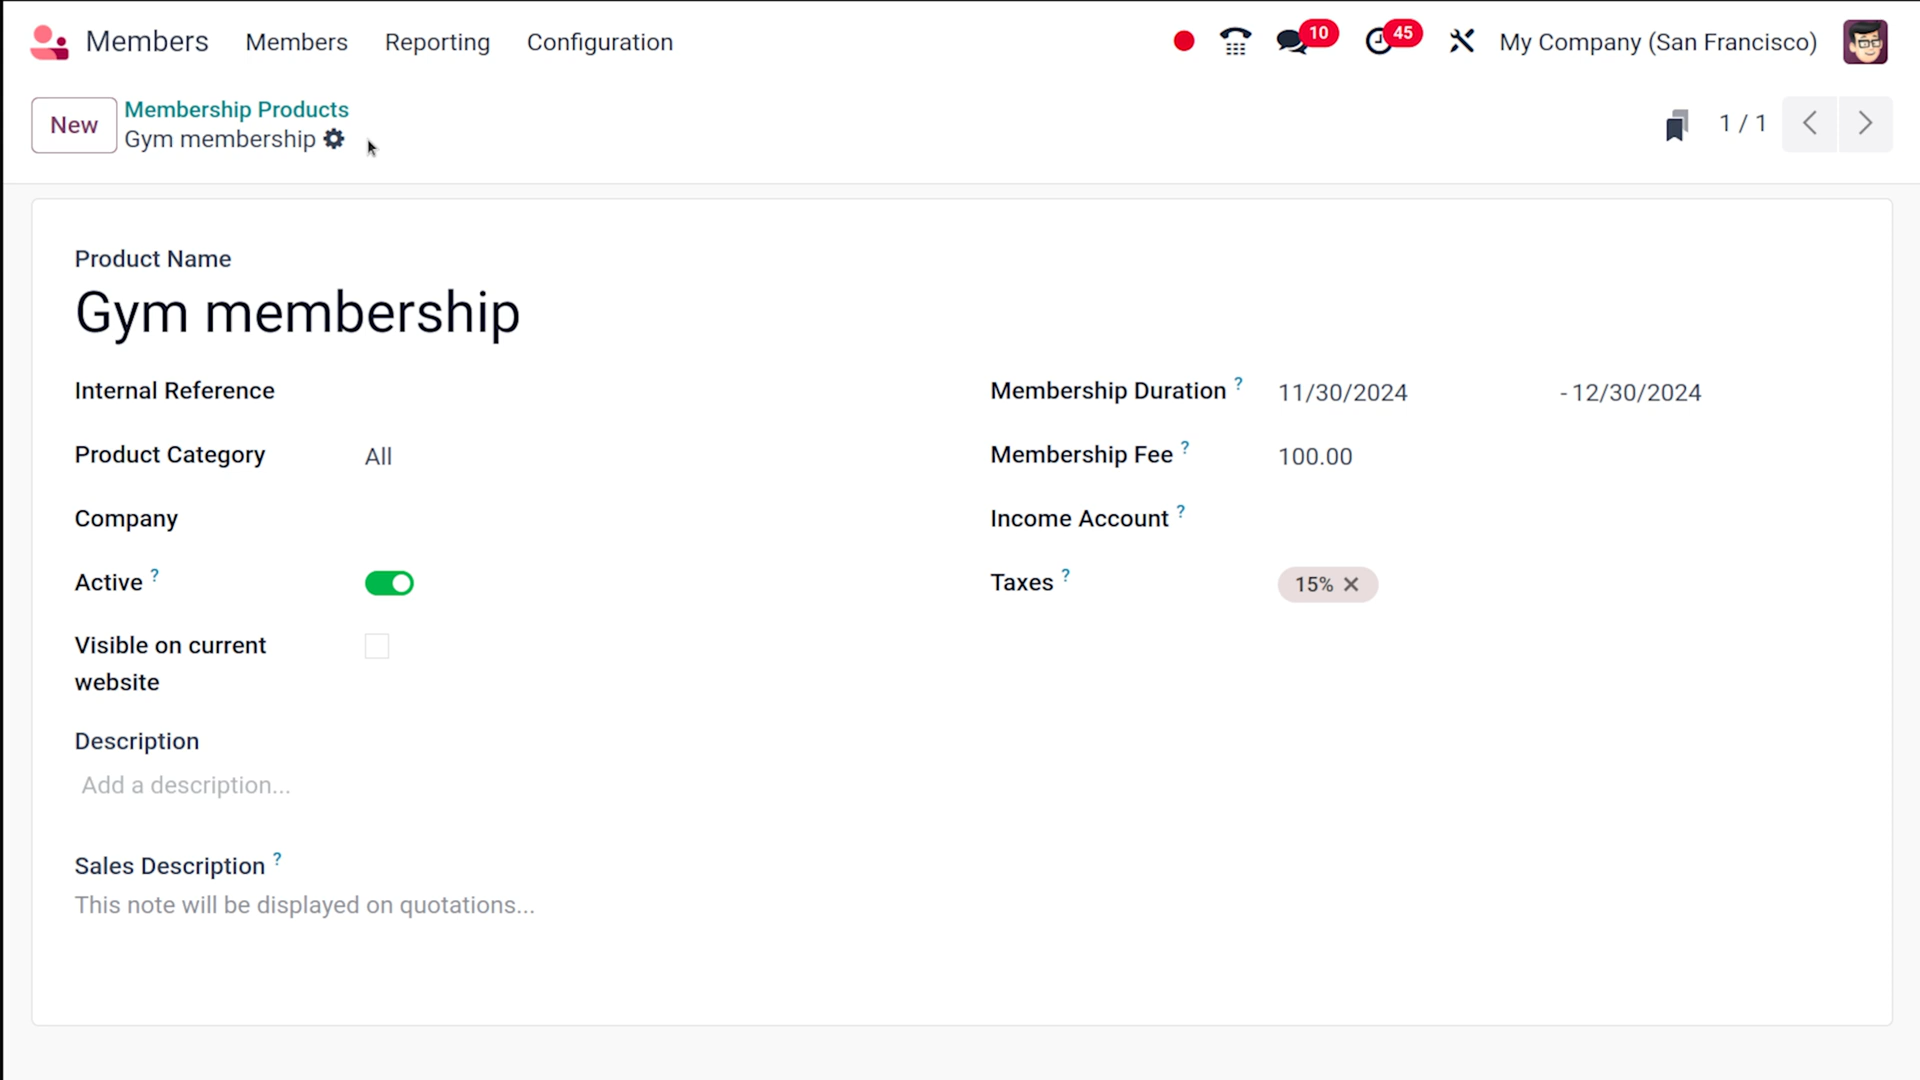 Members Members Reporting Configuration 10 45 My Company (San Francisco)
New Membership Products 1 / 1
Gym membership
Product Name
Gym membership
Internal Reference Membership Duration ? 11/30/2024 - 12/30/2024
Product Category All Membership Fee ? 100.00
Company Income Account ?
Active ? Taxes ? 15% ×
Visible on current
website
Description
Add a description...
Sales Description ?
This note will be displayed on quotations...